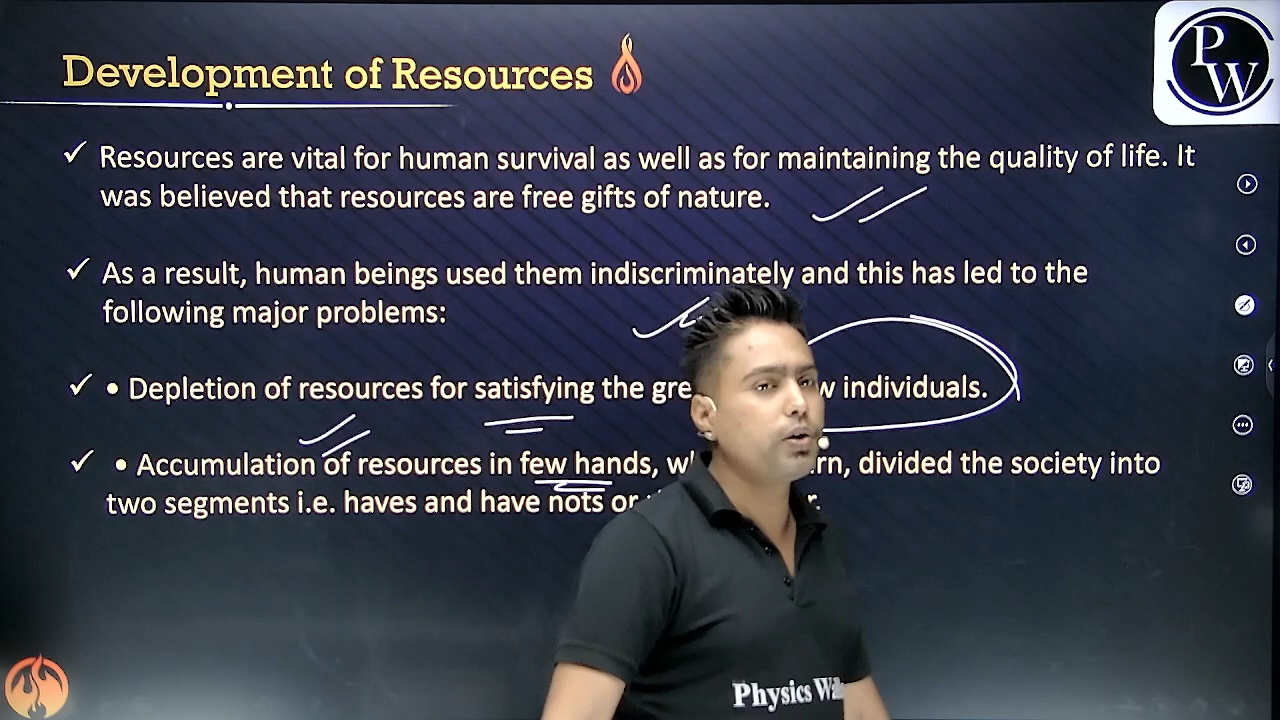 Development of Resources
PW
✓ Resources are vital for human survival as well as for maintaining the quality of life. It
was believed that resources are free gifts of nature.
✓ As a result, human beings used them indiscriminately and this has led to the
following major problems:
✓ • Depletion of resources for satisfying the individuals.
✓ • Accumulation of resources in few hands, divided the society into
two segments i.e. haves and have nots or
Physics